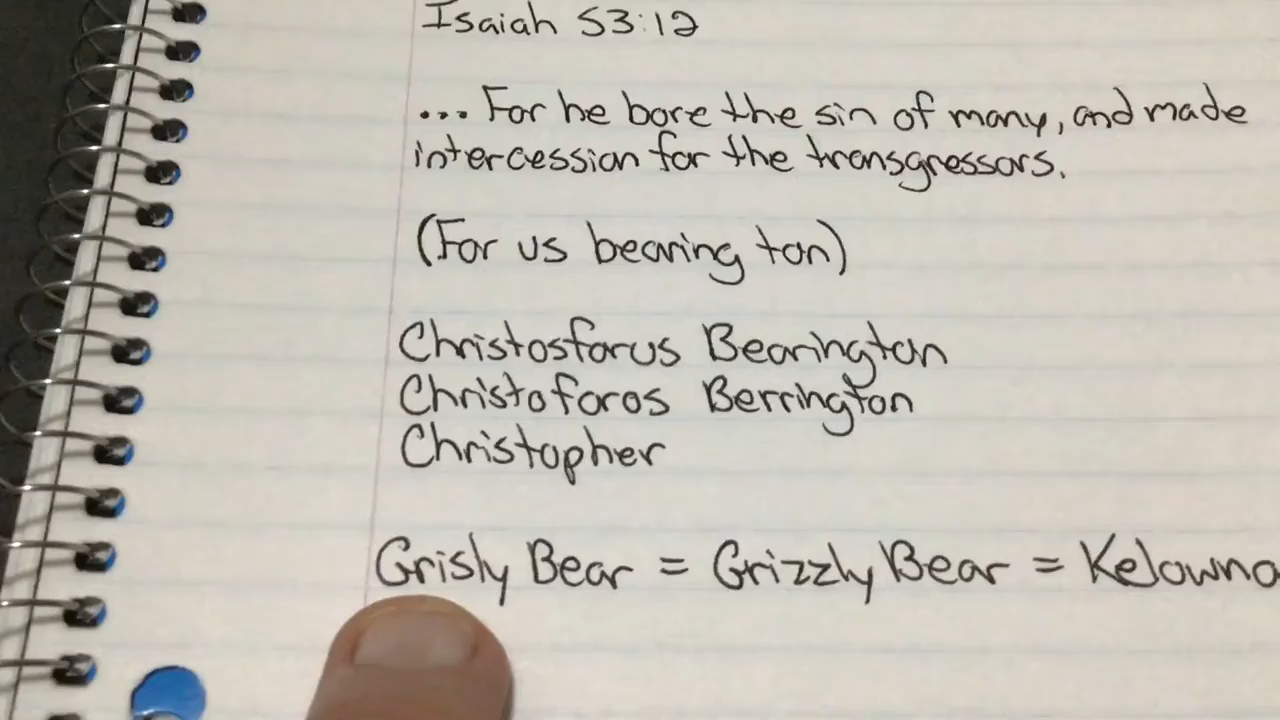 Isaiah 53:12
... For he bore the sin of many, and made
intercession for the transgressors.
(For us bearing ton)
Christosforus Bearington
Christoforos Berrington
Christopher
Grisly Bear = Grizzly Bear = Kelowna